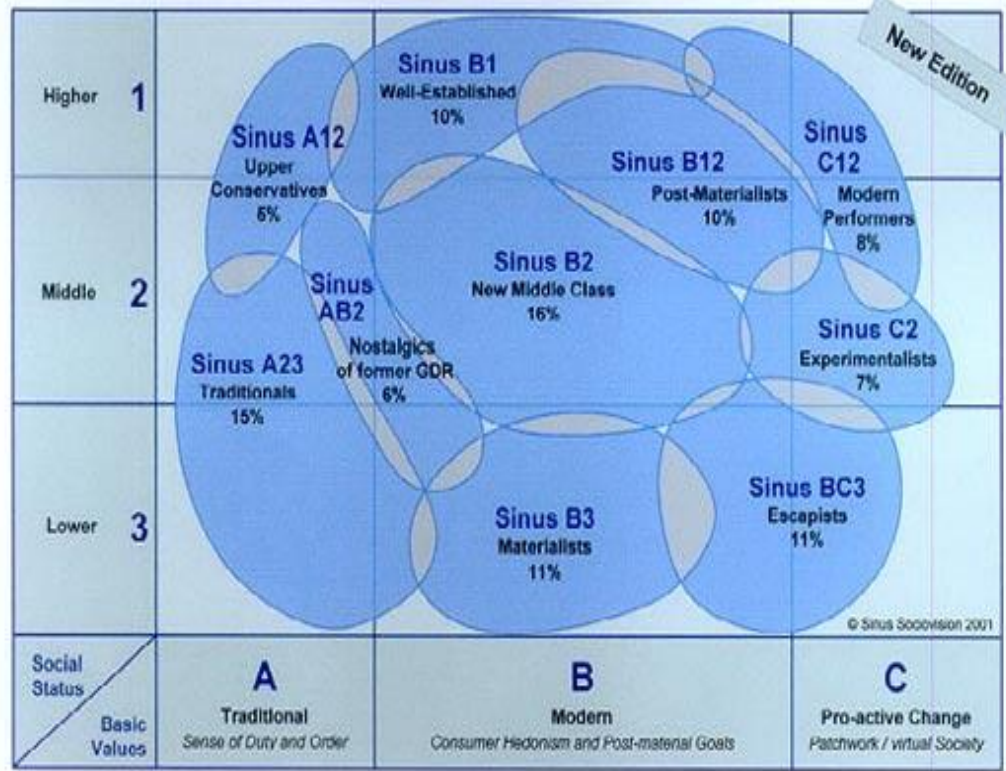 New Edition
Higher 1
Sinus B1
Well-Established
10%
Sinus A12
Upper
Conservatives
6%
Sinus B12
Post-Materialists
10%
Sinus
C12
Modern
Performers
8%
Middle 2
Sinus B2
New Middle Class
16%
Sinus
AB2
Nostalgics
of former GDR
6%
Sinus A23
Traditionals
15%
Sinus C2
Experimentalists
7%
Lower 3
Sinus B3
Materialists
11%
Sinus BC3
Escapists
11%
© Sinus Sociovision 2001
Social
Status
Basic
Values
A
Traditional
Sense of Duty and Order
B
Modern
Consumer Hedonism and Post-material Goals
C
Pro-active Change
Patchwork / virtual Society